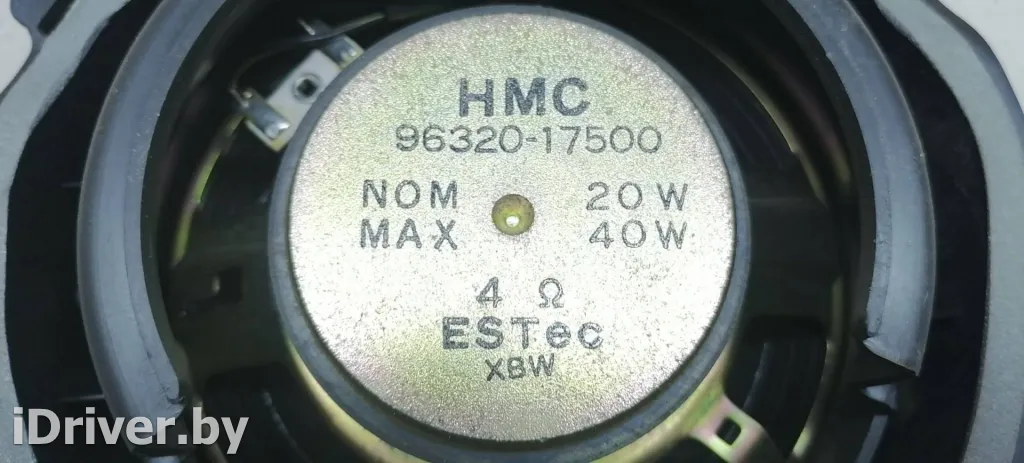 HMC
96320-17500
NOM 20W
MAX 40W
4 Ω
ESTec
XBW
iDriver.by